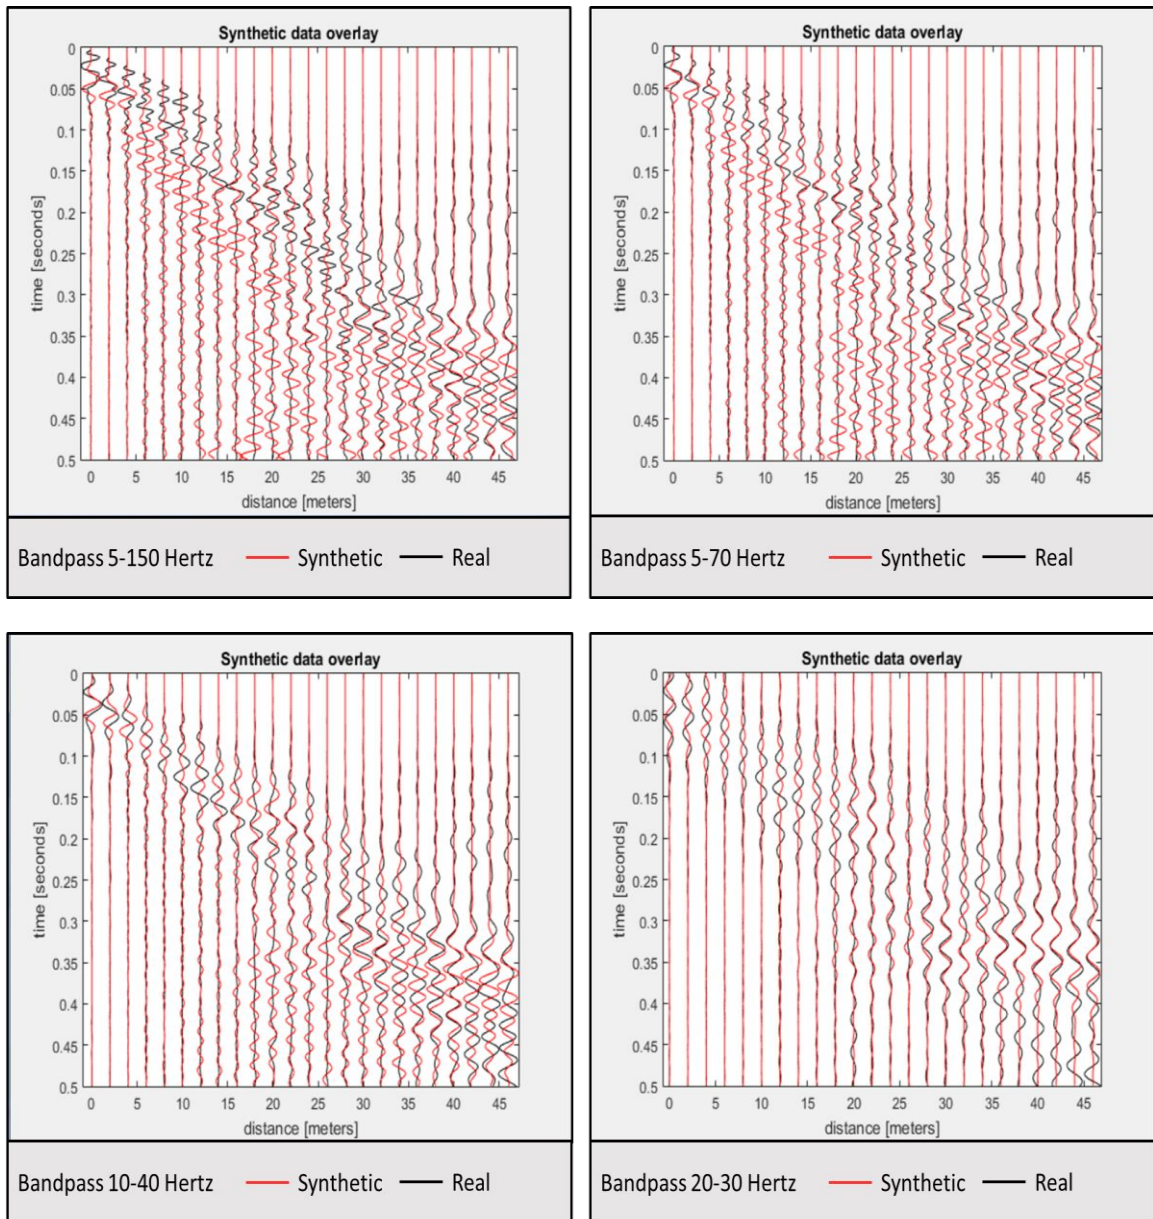 Synthetic data overlay
0
0.05
0.1
0.15
0.2
0.25
0.3
0.35
0.4
0.45
0.5
time [seconds]
0 5 10 15 20 25 30 35 40 45
distance [meters]
Bandpass 5-150 Hertz Synthetic Real
Synthetic data overlay
0
0.05
0.1
0.15
0.2
0.25
0.3
0.35
0.4
0.45
0.5
time [seconds]
0 5 10 15 20 25 30 35 40 45
distance [meters]
Bandpass 5-70 Hertz Synthetic Real
Synthetic data overlay
0
0.05
0.1
0.15
0.2
0.25
0.3
0.35
0.4
0.45
0.5
time [seconds]
0 5 10 15 20 25 30 35 40 45
distance [meters]
Bandpass 10-40 Hertz Synthetic Real
Synthetic data overlay
0
0.05
0.1
0.15
0.2
0.25
0.3
0.35
0.4
0.45
0.5
time [seconds]
0 5 10 15 20 25 30 35 40 45
distance [meters]
Bandpass 20-30 Hertz Synthetic Real